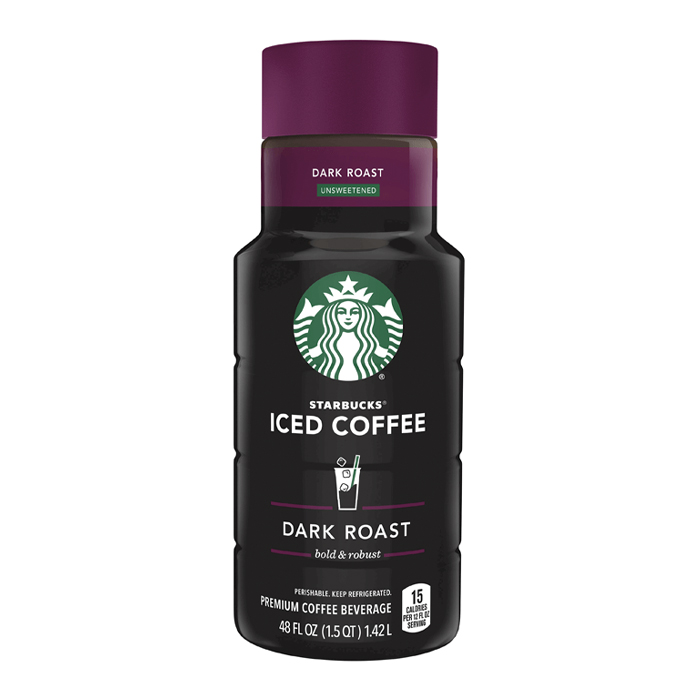 DARK ROAST
UNSWEETENED
®
STARBUCKS®
ICED COFFEE
DARK ROAST
bold & robust
PERISHABLE. KEEP REFRIGERATED.
PREMIUM COFFEE BEVERAGE
48 FL OZ (1.5 QT) 1.42 L
15
CALORIES
PER 12 FL OZ
SERVING